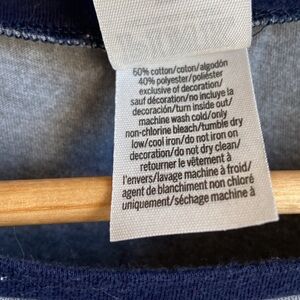 60% cotton/coton/algodón
40% polyester/poliéster
exclusive of decoration/
sauf décoration/no incluye la
decoración/turn inside out/
machine wash cold/only
non-chlorine bleach/tumble dry
low/cool iron/do not iron on
decoration/do not dry clean/
retourner le vêtement à
l'envers/lavage machine à froid/
agent de blanchiment non chloré
uniquement/séchage machine à